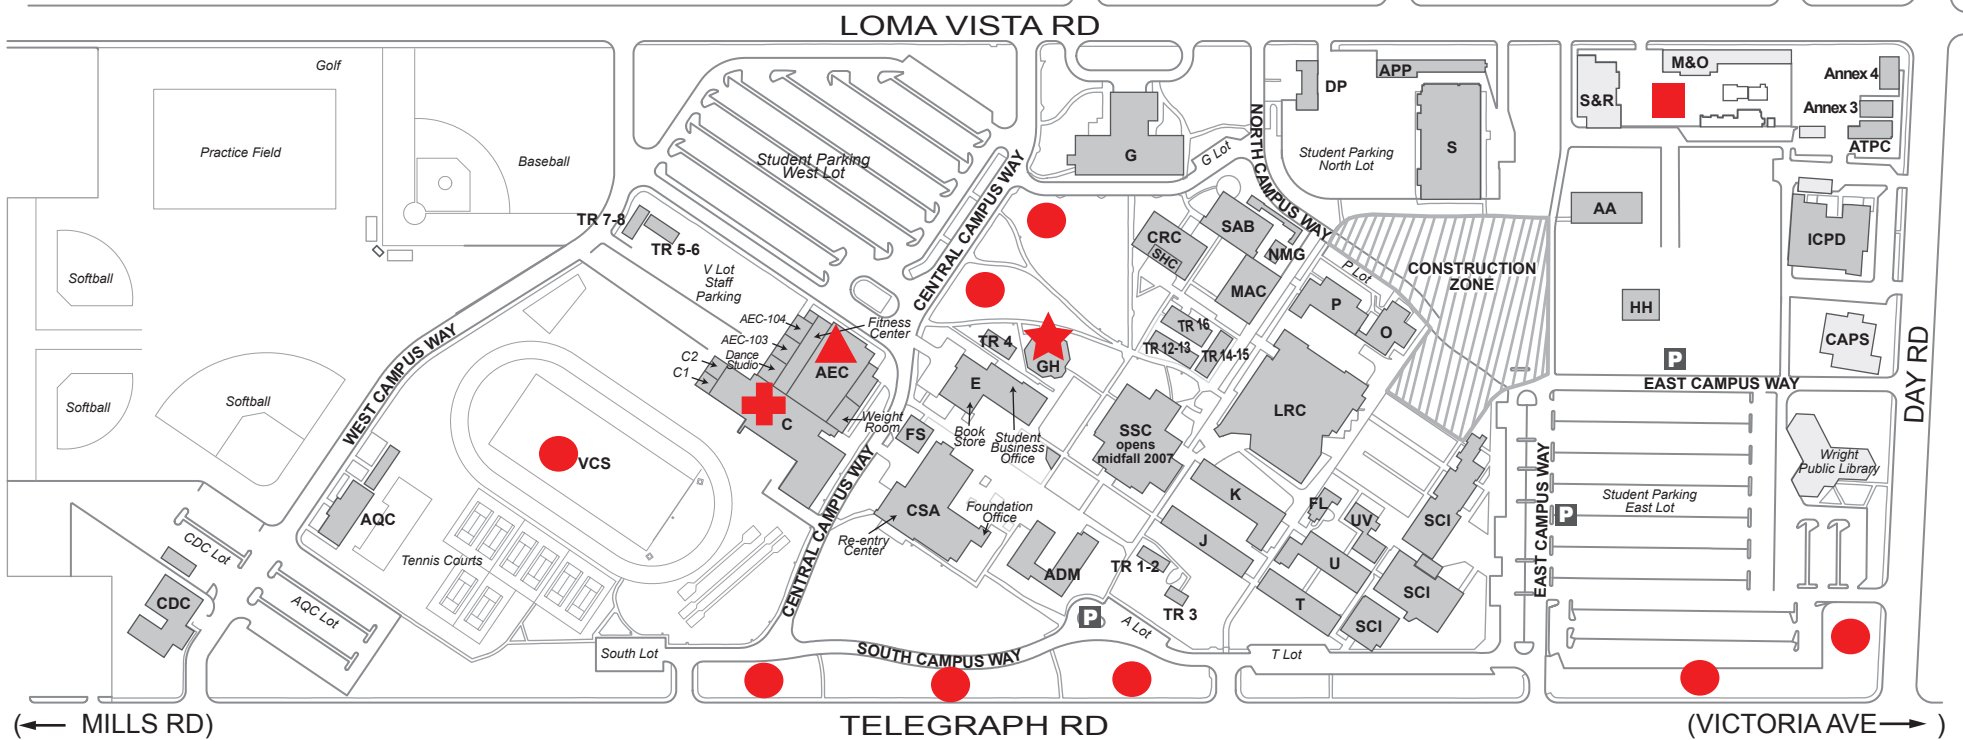 LOMA VISTA RD
Golf
Practice Field
Baseball
Softball
Softball
Softball
TR 7-8
TR 5-6
V Lot
Staff
Parking
Student Parking
West Lot
CENTRAL CAMPUS WAY
G
G Lot
NORTH CAMPUS WAY
DP
APP
Student Parking
North Lot
S
S&R
M&O
Annex 4
Annex 3
ATPC
AA
ICPD
HH
CAPS
P
EAST CAMPUS WAY
DAY RD
CRC
SHC
SAB
NMG
MAC
P Lot
CONSTRUCTION
ZONE
P
O
TR 16
TR 12-13
TR 14-15
LRC
AEC-104
AEC-103
Dance
Studio
Fitness
Center
C2
C1
AEC
C
Weight
Room
TR 4
GH
E
Book
Store
Student
Business
Office
SSC
opens
midfall 2007
FS
WEST CAMPUS WAY
VCS
AQC
Tennis Courts
CENTRAL CAMPUS WAY
CSA
Re-entry
Center
Foundation
Office
ADM
K
J
FL
UV
U
T
SCI
SCI
SCI
TR 1-2
TR 3
EAST CAMPUS WAY
P
Student Parking
East Lot
Wright
Public Library
CDC Lot
CDC
AQC Lot
South Lot
SOUTH CAMPUS WAY
P
A Lot
T Lot
( MILLS RD)
TELEGRAPH RD
(VICTORIA AVE )